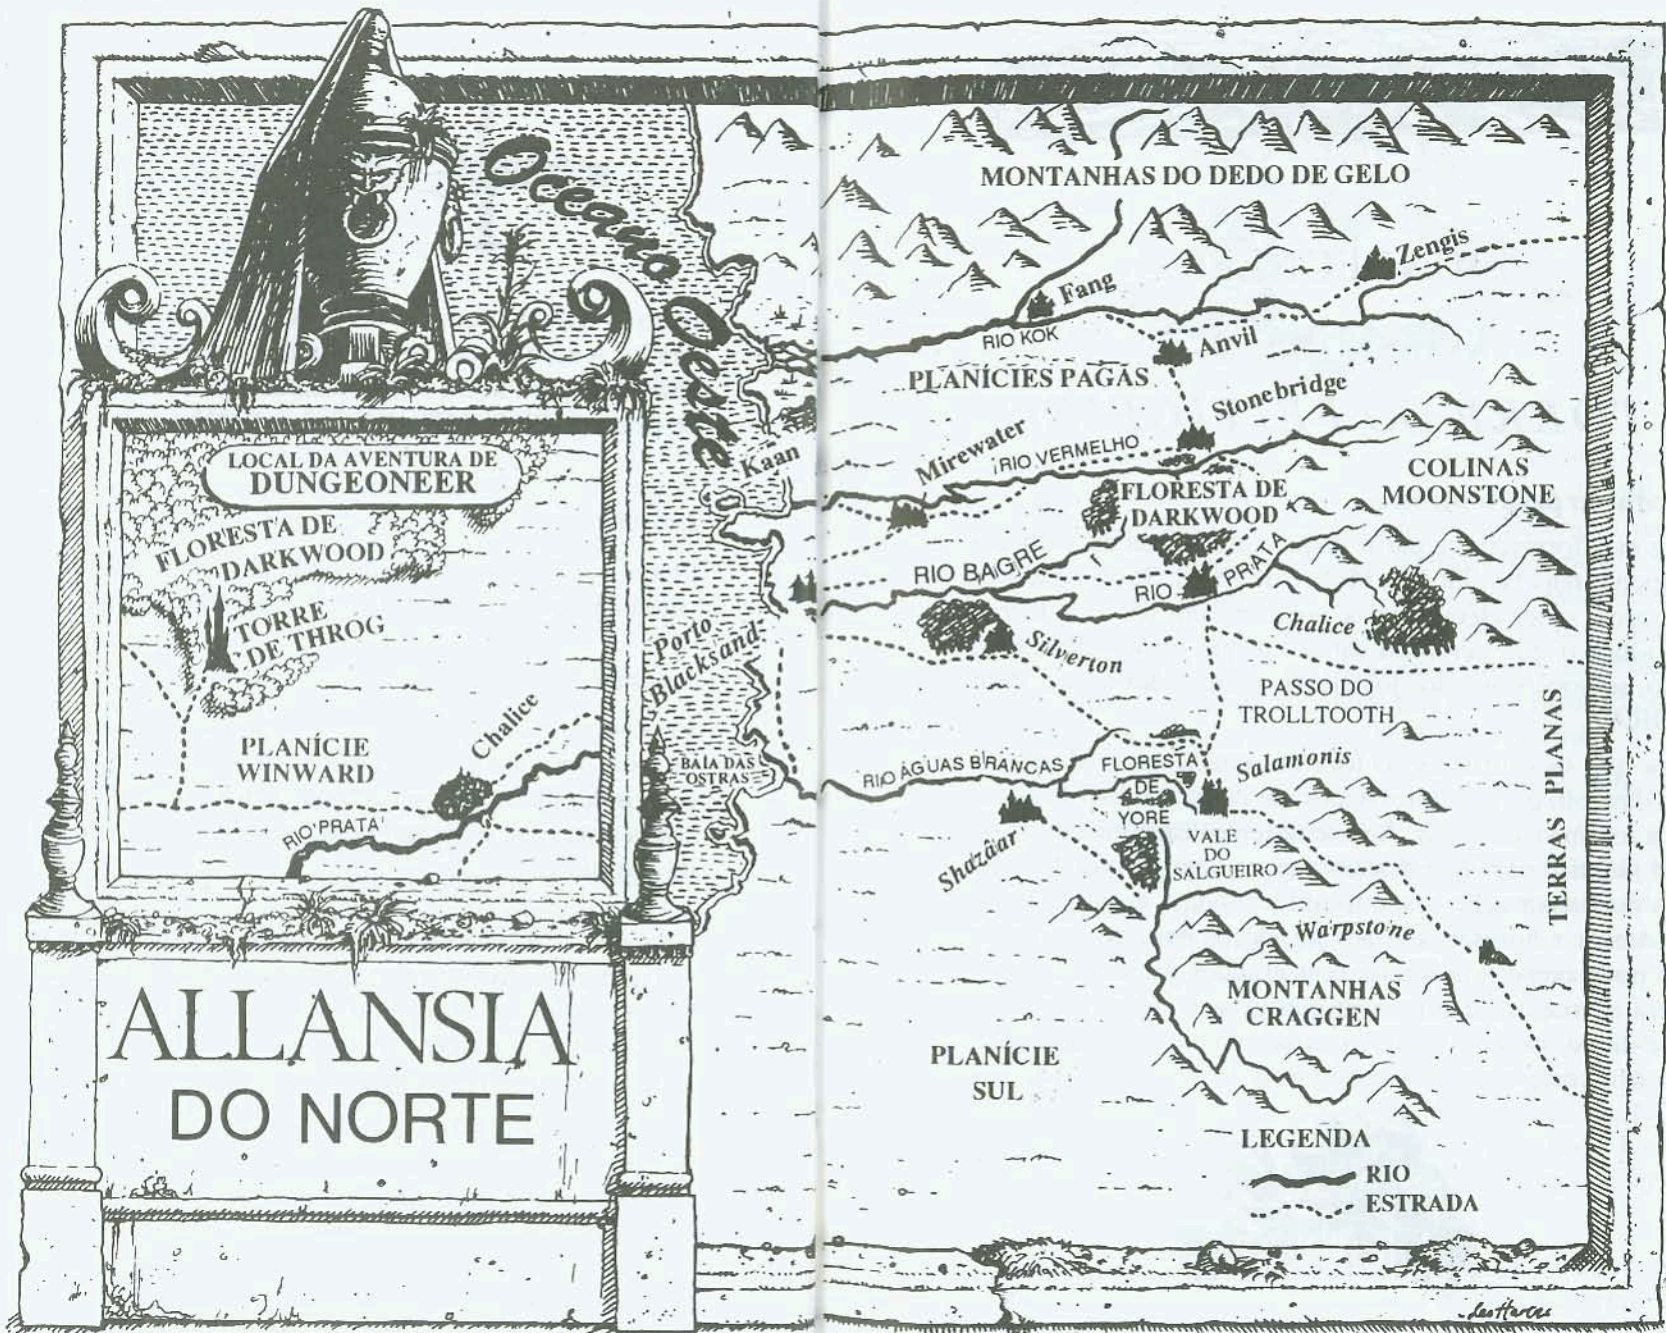 Oceano Oeste
MONTANHAS DO DEDO DE GELO
Zengis
Fang
RIO KOK
Anvil
PLANÍCIES PAGÃS
Stonebridge
Kaan
Mirewater
RIO VERMELHO
COLINAS
MOONSTONE
FLORESTA DE
DARKWOOD
RIO BAGRE
RIO PRATA
Chalice
Silverton
Porto
Blacksand
PASSO DO
TROLLTOOTH
TERRAS PLANAS
BAÍA DAS
OSTRAS
RIO ÁGUAS BRANCAS
FLORESTA
DE
YORE
Salamonis
Shazâar
VALE
DO
SALGUEIRO
Warpstone
MONTANHAS
CRAGGEN
PLANÍCIE
SUL
LEGENDA
RIO
ESTRADA
LOCAL DA AVENTURA DE
DUNGEONEER
FLORESTA DE
DARKWOOD
TORRE
DE THROG
PLANÍCIE
WINWARD
Chalice
RIO PRATA
ALLANSIA
DO NORTE